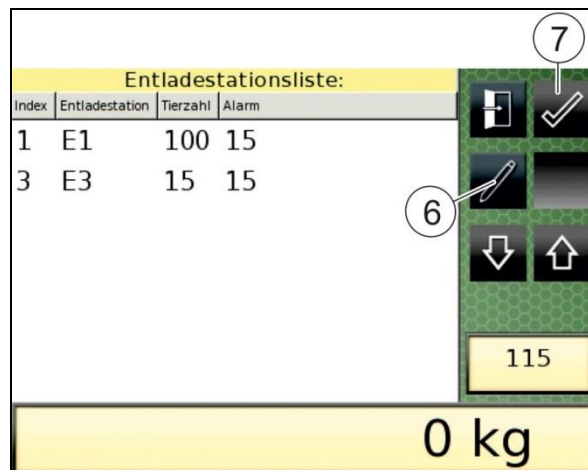 7
Entladestationsliste:
Index Entladestation Tierzahl Alarm
1 E1 100 15
3 E3 15 15
6
115
0 kg